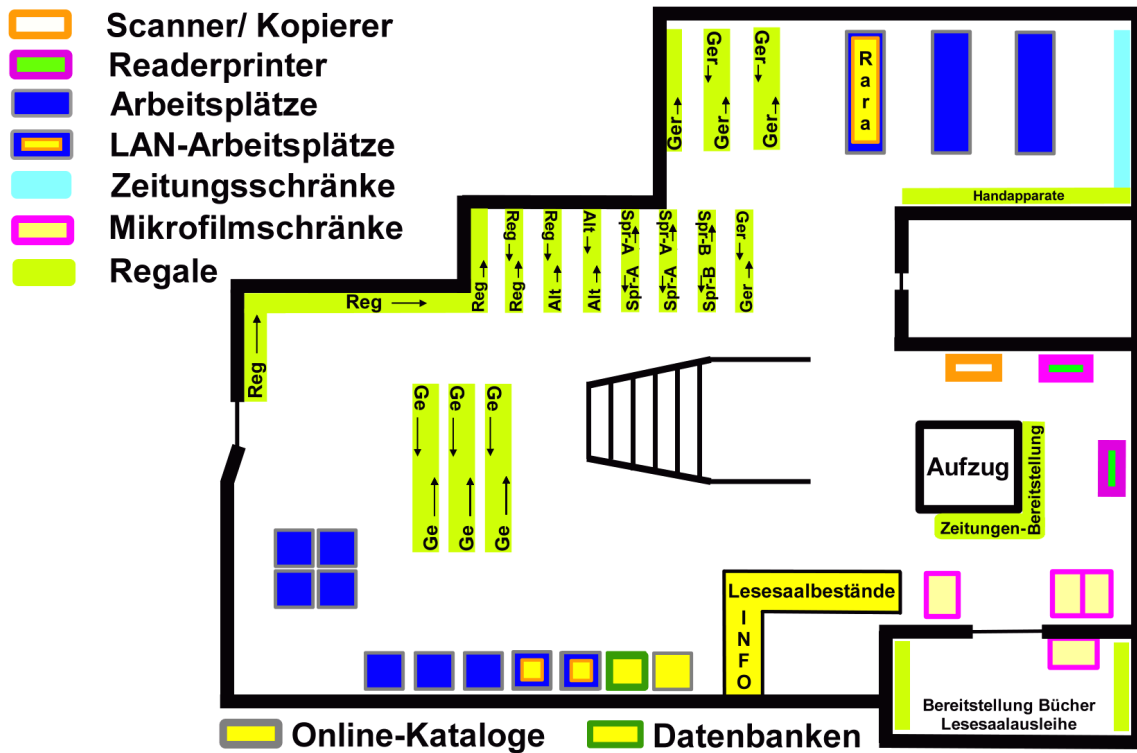 Scanner/ Kopierer
Readerprinter
Arbeitsplätze
LAN-Arbeitsplätze
Zeitungsschränke
Mikrofilmschränke
Regale
Ger
Ger
Ger
Ger
Ger
Rara
Handapparate
Reg
Reg
Alt
Spr-A
Spr-A
Spr-B
Ger
Reg
Reg
Alt
Alt
Spr-A
Spr-A
Spr-B
Ger
Reg
Reg
Ge
Ge
Ge
Ge
Ge
Ge
Aufzug
Zeitungen-
Bereitstellung
Lesesaalbestände
INFO
Bereitstellung Bücher
Lesesaalausleihe
Online-Kataloge
Datenbanken